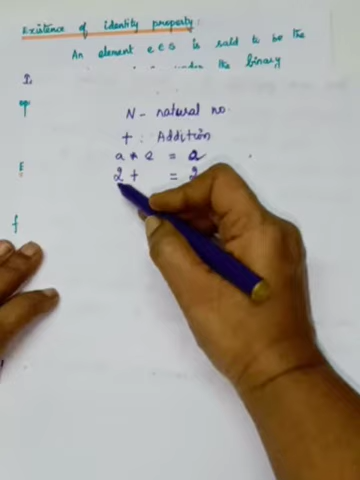 Existence of identity property:
An element e ∈ S is said to be the
under the binary
N - natural no.
+ : Addition
a * e = a
2 + = 2